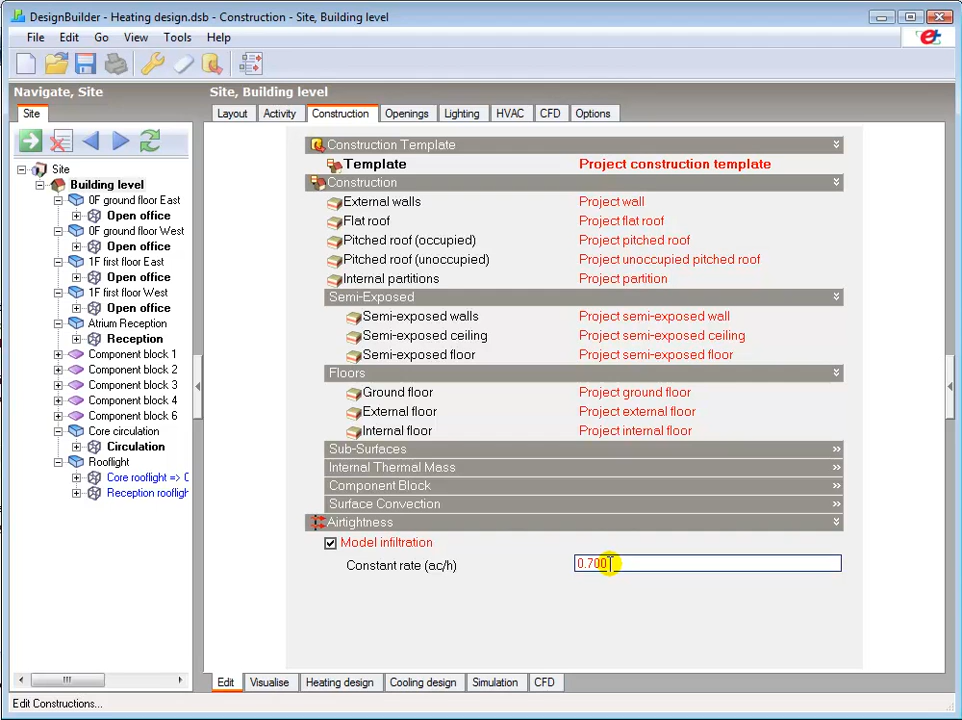 DesignBuilder - Heating design.dsb - Construction - Site, Building level
File Edit Go View Tools Help
Navigate, Site
Site
Site
Building level
0F ground floor East
Open office
0F ground floor West
Open office
1F first floor East
Open office
1F first floor West
Open office
Atrium Reception
Reception
Component block 1
Component block 2
Component block 3
Component block 4
Component block 6
Core circulation
Circulation
Rooflight
Core rooflight => C
Reception roofligh
Site, Building level
Layout Activity Construction Openings Lighting HVAC CFD Options
Construction Template
Template Project construction template
Construction
External walls Project wall
Flat roof Project flat roof
Pitched roof (occupied) Project pitched roof
Pitched roof (unoccupied) Project unoccupied pitched roof
Internal partitions Project partition
Semi-Exposed
Semi-exposed walls Project semi-exposed wall
Semi-exposed ceiling Project semi-exposed ceiling
Semi-exposed floor Project semi-exposed floor
Floors
Ground floor Project ground floor
External floor Project external floor
Internal floor Project internal floor
Sub-Surfaces
Internal Thermal Mass
Component Block
Surface Convection
Airtightness
Model infiltration
Constant rate (ac/h) 0.700
Edit Visualise Heating design Cooling design Simulation CFD
Edit Constructions...